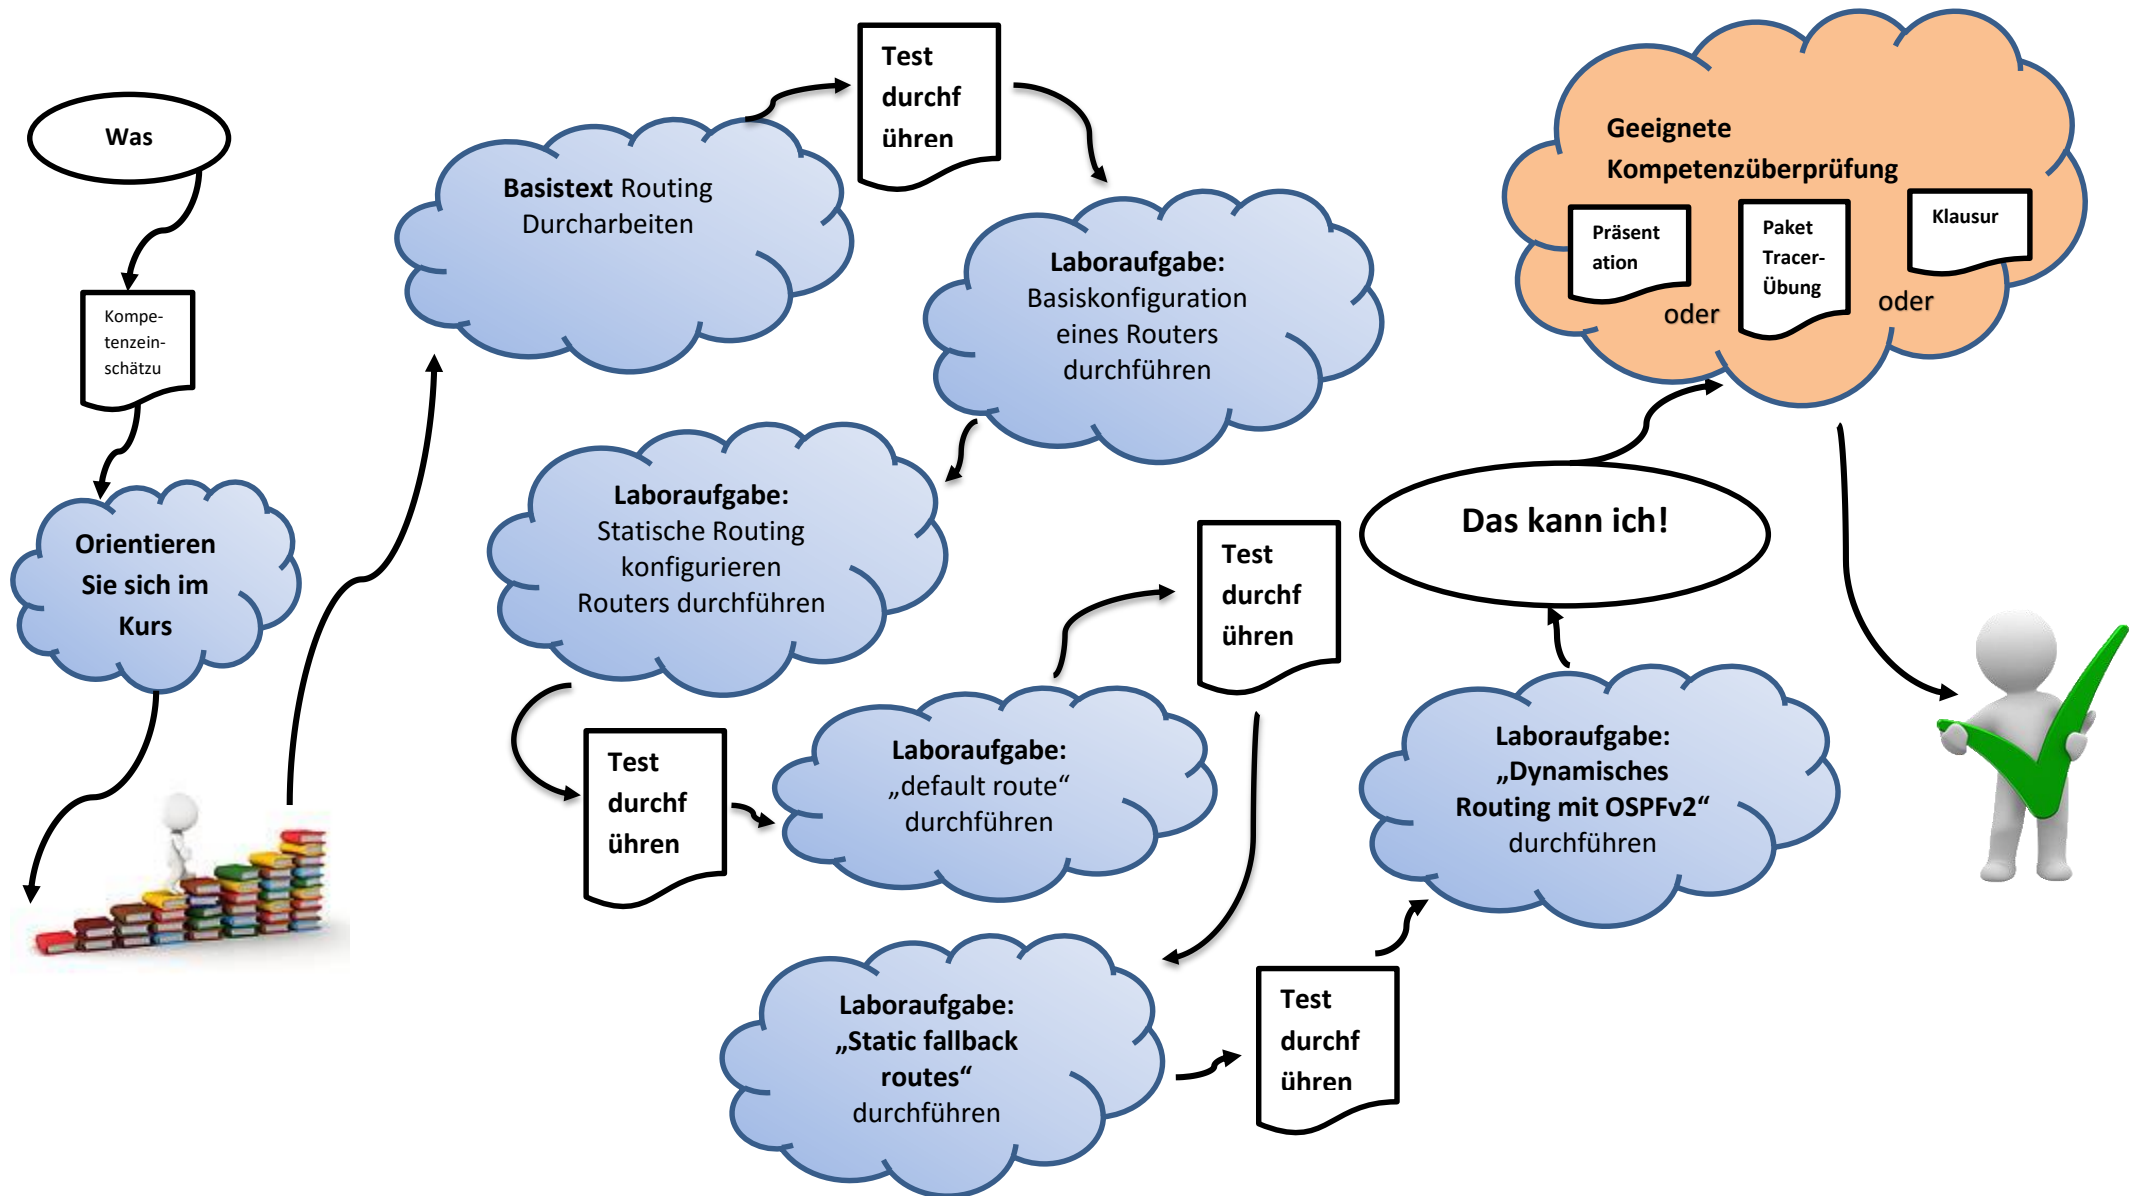 Was
Kompe-
tenzein-
schätzu
Orientieren
Sie sich im
Kurs
Basistext Routing
Durcharbeiten
Test
durchf
ühren
Laboraufgabe:
Basiskonfiguration
eines Routers
durchführen
Laboraufgabe:
Statische Routing
konfigurieren
Routers durchführen
Test
durchf
ühren
Laboraufgabe:
„default route“
durchführen
Test
durchf
ühren
Laboraufgabe:
„Static fallback
routes“
durchführen
Test
durchf
ühren
Laboraufgabe:
„Dynamisches
Routing mit OSPFv2“
durchführen
Das kann ich!
Geeignete
Kompetenzüberprüfung
Präsent
ation
oder
Paket
Tracer-
Übung
oder
Klausur